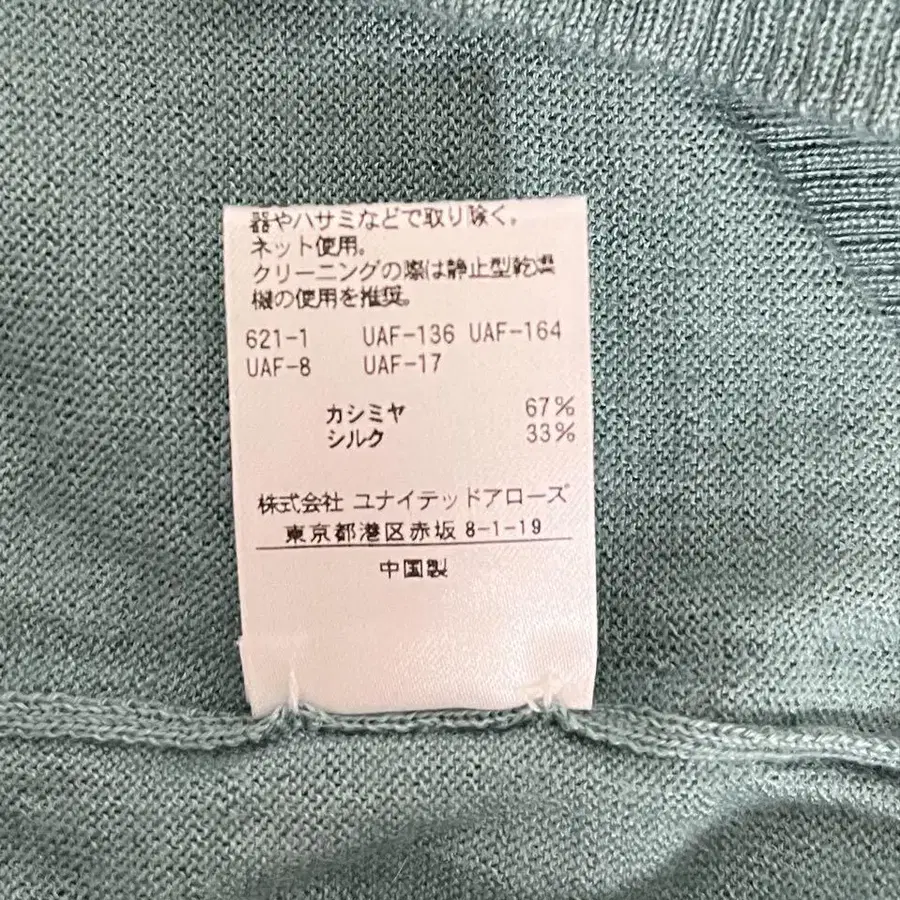 器やハサミなどで取り除く。
ネット使用。
クリーニングの際は静止型乾燥
機の使用を推奨。
621-1 UAF-136 UAF-164
UAF-8 UAF-17
カシミヤ 67%
シルク 33%
株式会社 ユナイテッドアローズ
東京都港区赤坂 8-1-19
中国製